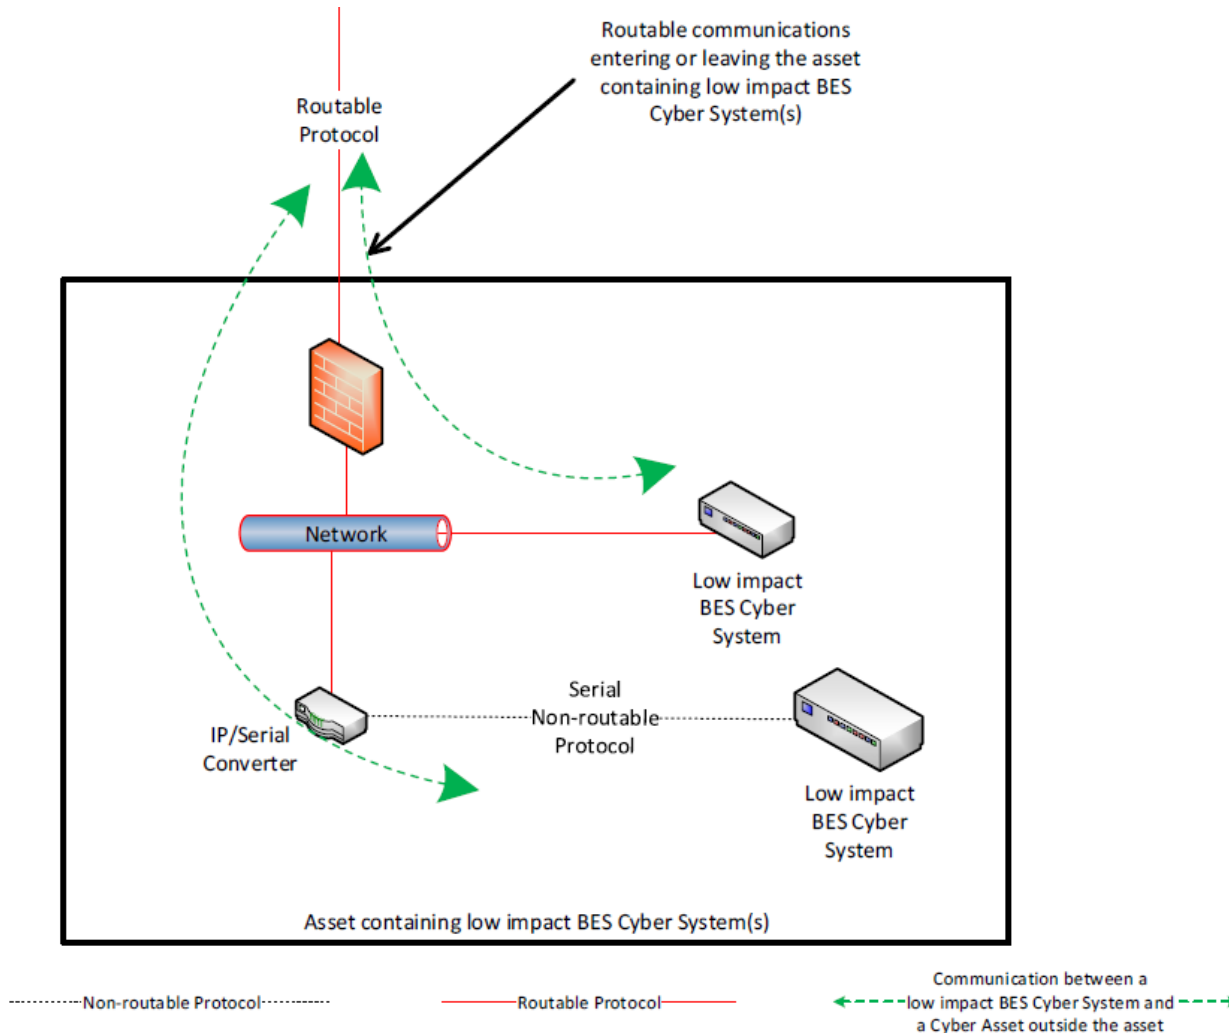 Routable communications
entering or leaving the asset
containing low impact BES
Cyber System(s)
Routable
Protocol
Network
Low impact
BES Cyber
System
Serial
Non-routable
Protocol
IP/Serial
Converter
Low impact
BES Cyber
System
Asset containing low impact BES Cyber System(s)
Non-routable Protocol
Routable Protocol
Communication between a
low impact BES Cyber System and
a Cyber Asset outside the asset